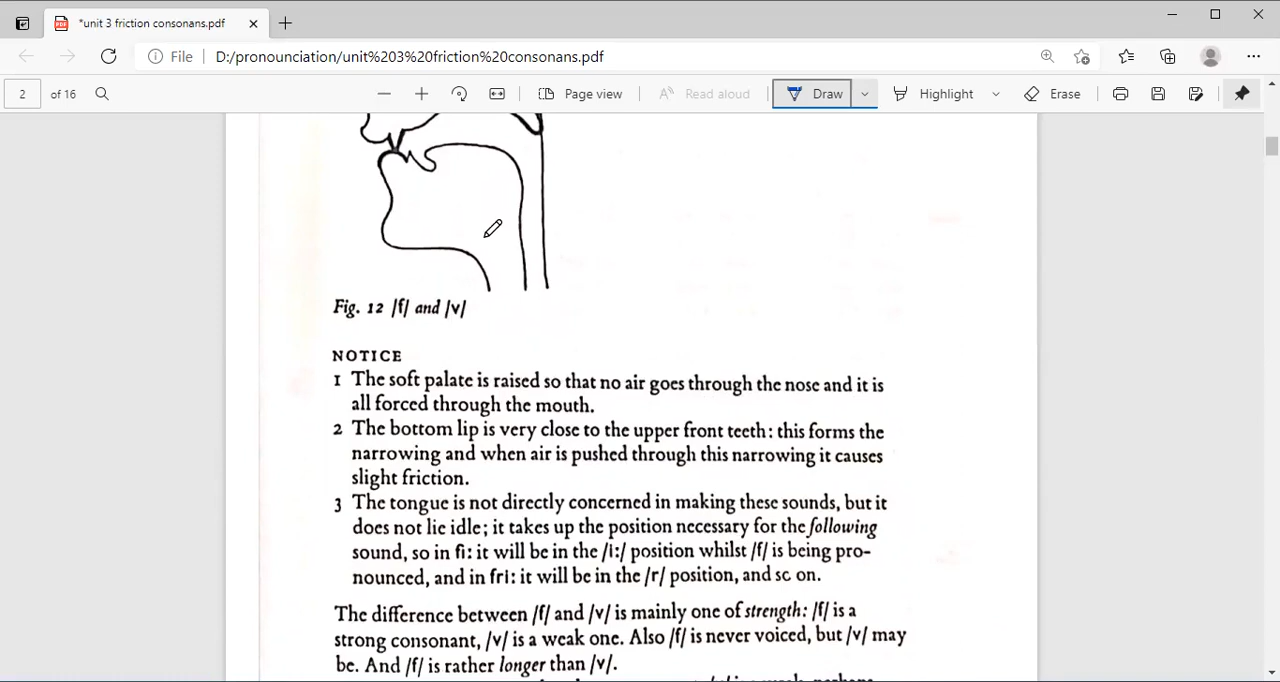 *unit 3 friction consonans.pdf
File D:/pronounciation/unit%203%20friction%20consonans.pdf
2 of 16 Page view Read aloud Draw Highlight Erase
Fig. 12 /f/ and /v/
NOTICE
1 The soft palate is raised so that no air goes through the nose and it is
all forced through the mouth.
2 The bottom lip is very close to the upper front teeth: this forms the
narrowing and when air is pushed through this narrowing it causes
slight friction.
3 The tongue is not directly concerned in making these sounds, but it
does not lie idle; it takes up the position necessary for the following
sound, so in fi: it will be in the /i:/ position whilst /f/ is being pro-
nounced, and in fri: it will be in the /r/ position, and sc on.
The difference between /f/ and /v/ is mainly one of strength: /f/ is a
strong consonant, /v/ is a weak one. Also /f/ is never voiced, but /v/ may
be. And /f/ is rather longer than /v/.